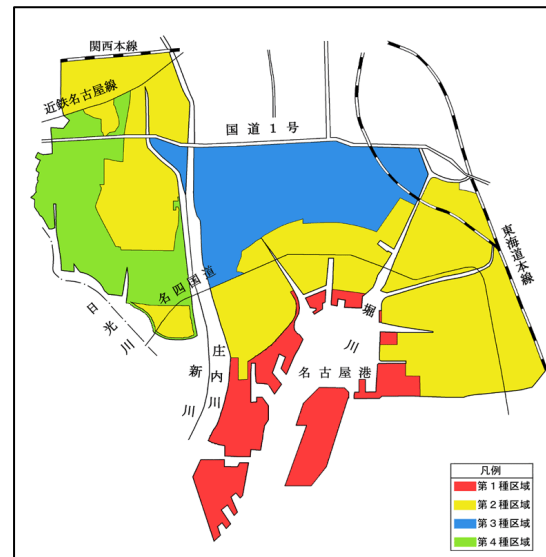 関西本線
近鉄名古屋線
国道１号
東海道本線
名四国道
日光川
庄内川
新川
堀川
名古屋港
凡例
第１種区域
第２種区域
第３種区域
第４種区域